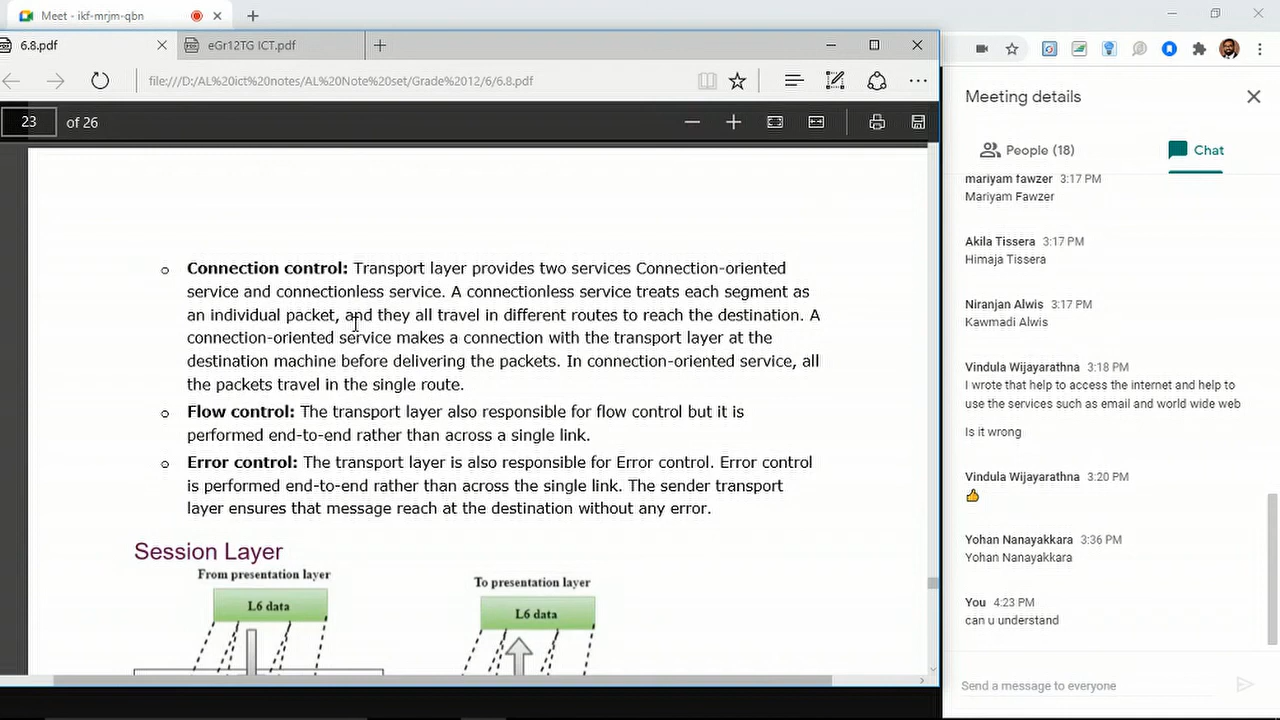 Meet - ikf-mrjm-qbn
6.8.pdf
eGr12TG ICT.pdf
file:///D:/AL%20ict%20notes/AL%20Note%20set/Grade%2012/6/6.8.pdf
23 of 26
Connection control: Transport layer provides two services Connection-oriented
service and connectionless service. A connectionless service treats each segment as
an individual packet, and they all travel in different routes to reach the destination. A
connection-oriented service makes a connection with the transport layer at the
destination machine before delivering the packets. In connection-oriented service, all
the packets travel in the single route.
Flow control: The transport layer also responsible for flow control but it is
performed end-to-end rather than across a single link.
Error control: The transport layer is also responsible for Error control. Error control
is performed end-to-end rather than across the single link. The sender transport
layer ensures that message reach at the destination without any error.
Session Layer
From presentation layer
To presentation layer
L6 data
L6 data
Meeting details
People (18)
Chat
mariyam fawzer 3:17 PM
Mariyam Fawzer
Akila Tissera 3:17 PM
Himaja Tissera
Niranjan Alwis 3:17 PM
Kawmadi Alwis
Vindula Wijayarathna 3:18 PM
I wrote that help to access the internet and help to
use the services such as email and world wide web
Is it wrong
Vindula Wijayarathna 3:20 PM
Yohan Nanayakkara 3:36 PM
Yohan Nanayakkara
You 4:23 PM
can u understand
Send a message to everyone